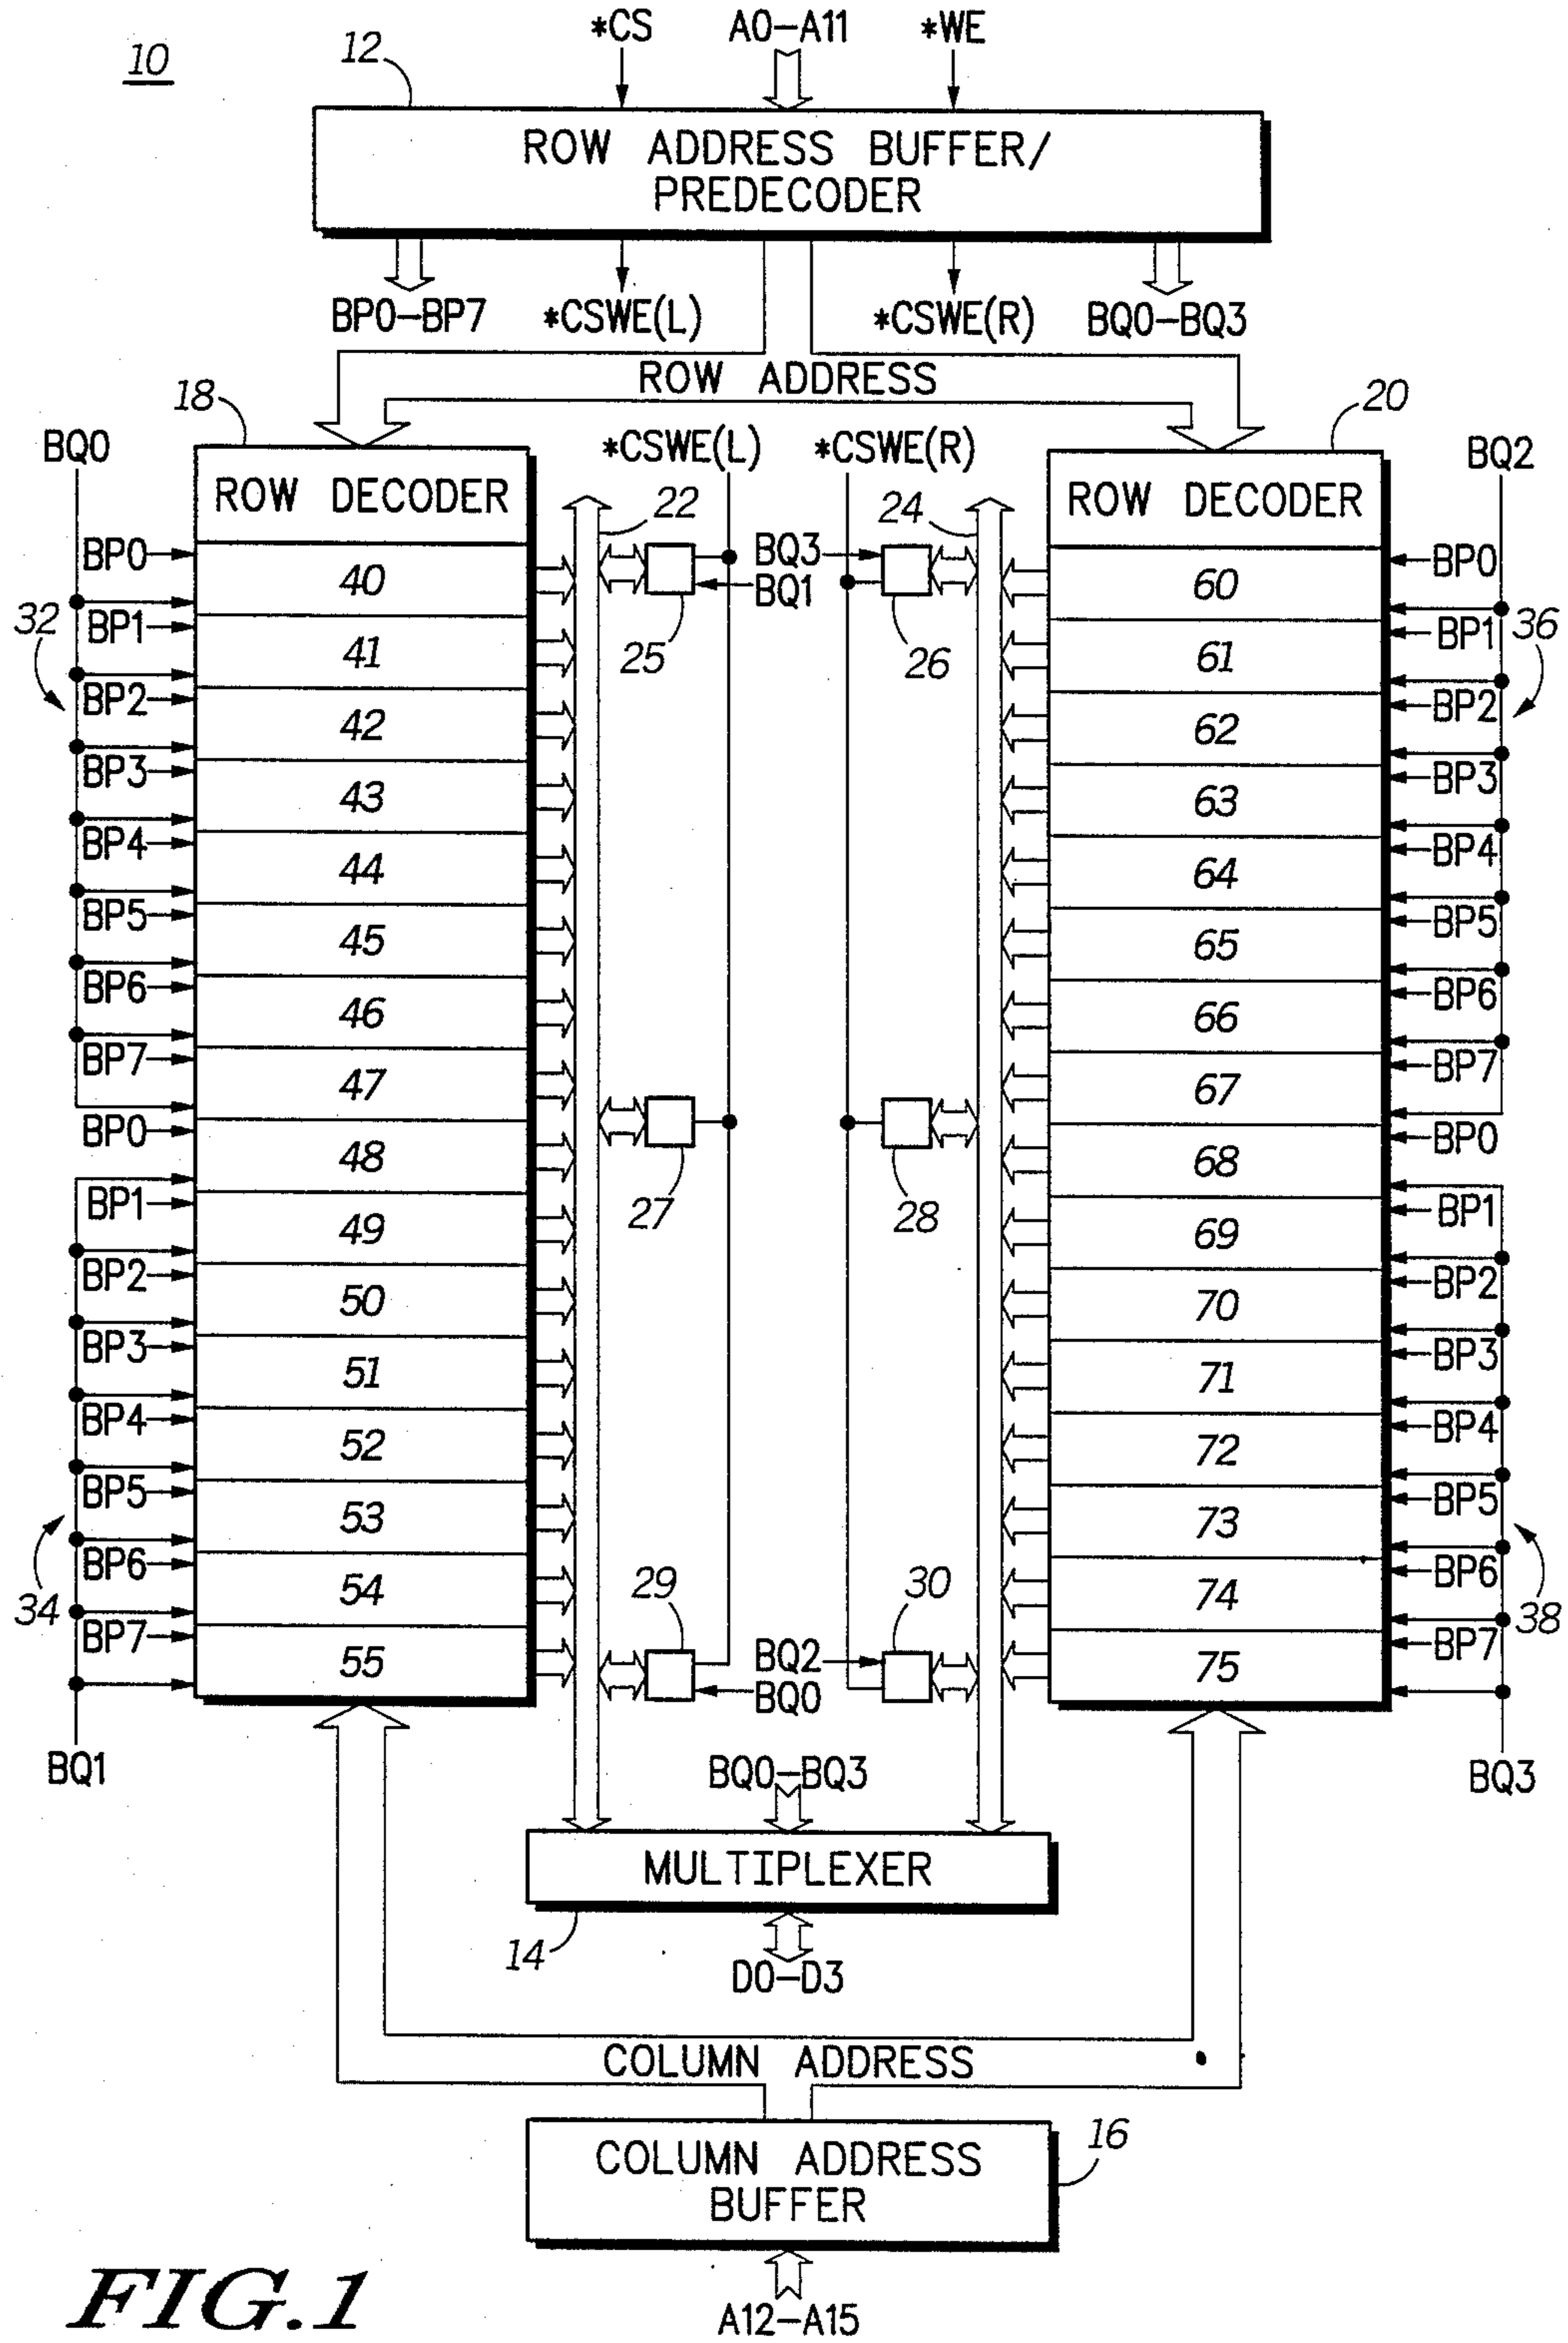 10
12
*CS
A0-A11
*WE
ROW ADDRESS BUFFER/
PREDECODER
BP0-BP7
*CSWE(L)
*CSWE(R)
BQ0-BQ3
ROW ADDRESS
18
20
BQ0
*CSWE(L)
*CSWE(R)
BQ2
ROW DECODER
ROW DECODER
22
24
BP0
40
BQ3
BQ1
60
BP0
32
BP1
41
25
26
61
BP1
36
BP2
42
62
BP2
BP3
43
63
BP3
BP4
44
64
BP4
BP5
45
65
BP5
BP6
46
66
BP6
BP7
47
67
BP7
BP0
48
68
BP0
27
28
BP1
49
69
BP1
BP2
50
70
BP2
BP3
51
71
BP3
BP4
52
72
BP4
BP5
53
73
BP5
34
BP6
54
29
30
74
BP6
38
BP7
55
BQ2
BQ0
75
BP7
BQ1
BQ0-BQ3
BQ3
MULTIPLEXER
14
D0-D3
COLUMN ADDRESS
16
COLUMN ADDRESS
BUFFER
A12-A15
FIG.1